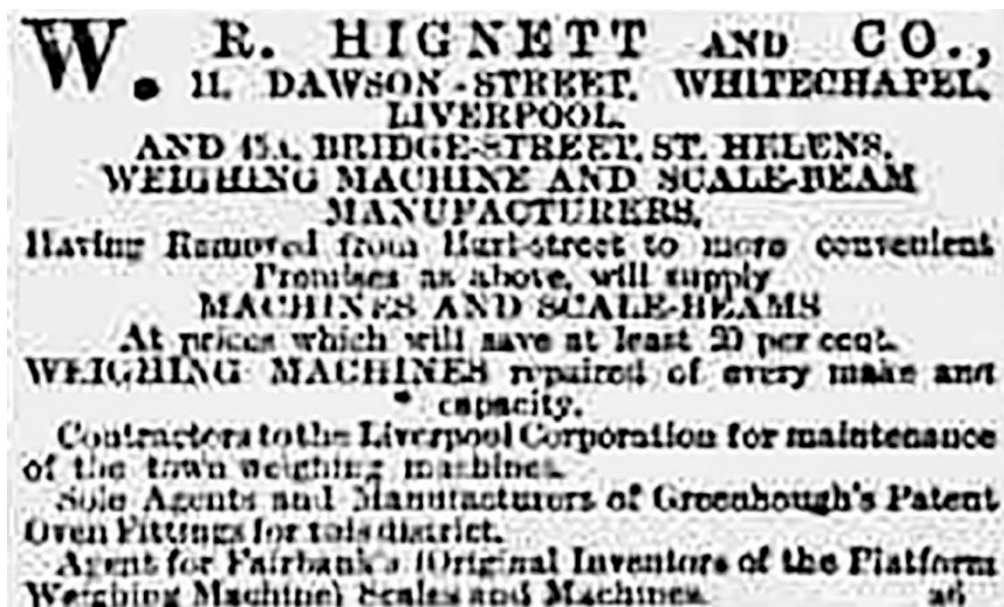 W. R. HIGNETT AND CO.,
11, DAWSON-STREET, WHITECHAPEL,
LIVERPOOL,
AND 45A, BRIDGE-STREET, ST. HELENS,
WEIGHING MACHINE AND SCALE-BEAM
MANUFACTURERS,
Having Removed from to more convenient
Premises as above, will supply
MACHINES AND SCALE-BEAMS
At prices which will save at least 20 per cent.
WEIGHING MACHINES repaired of every make and
capacity.
Contractors to the Liverpool Corporation for maintenance
of the town weighing machines.
Sole Agents and Manufacturers of Greenhough's Patent
Oven Fittings for this district.
Agent for Fairbank's (Original Inventors of the Platform
Weighing Machine) Scales and Machines.